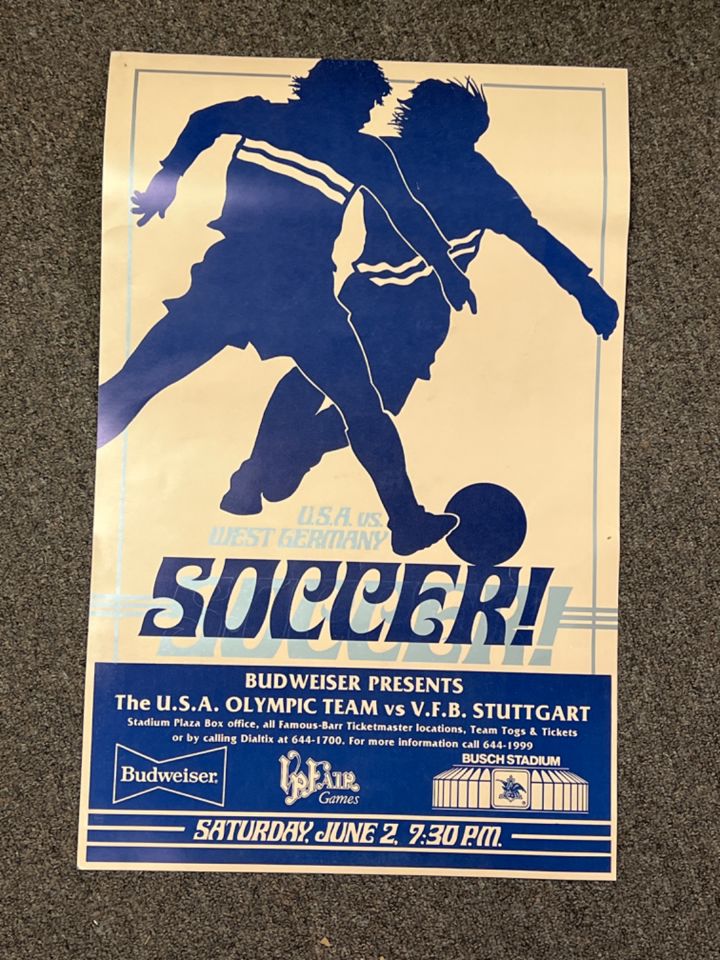 U.S.A. vs.
WEST GERMANY
SOCCER!
BUDWEISER PRESENTS
The U.S.A. OLYMPIC TEAM vs V.F.B. STUTTGART
Stadium Plaza Box office, all Famous-Barr Ticketmaster locations, Team Togs & Tickets
or by calling Dialtix at 644-1700. For more information call 644-1999
Budweiser®
V.P. FAIR
Games
BUSCH STADIUM
SATURDAY, JUNE 2, 7:30 P.M.